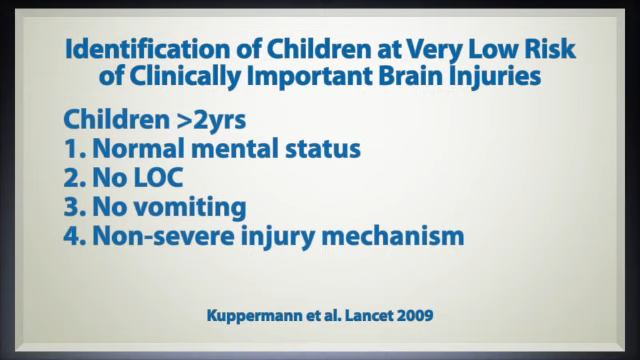 Identification of Children at Very Low Risk
of Clinically Important Brain Injuries
Children >2yrs
1. Normal mental status
2. No LOC
3. No vomiting
4. Non-severe injury mechanism
Kuppermann et al. Lancet 2009